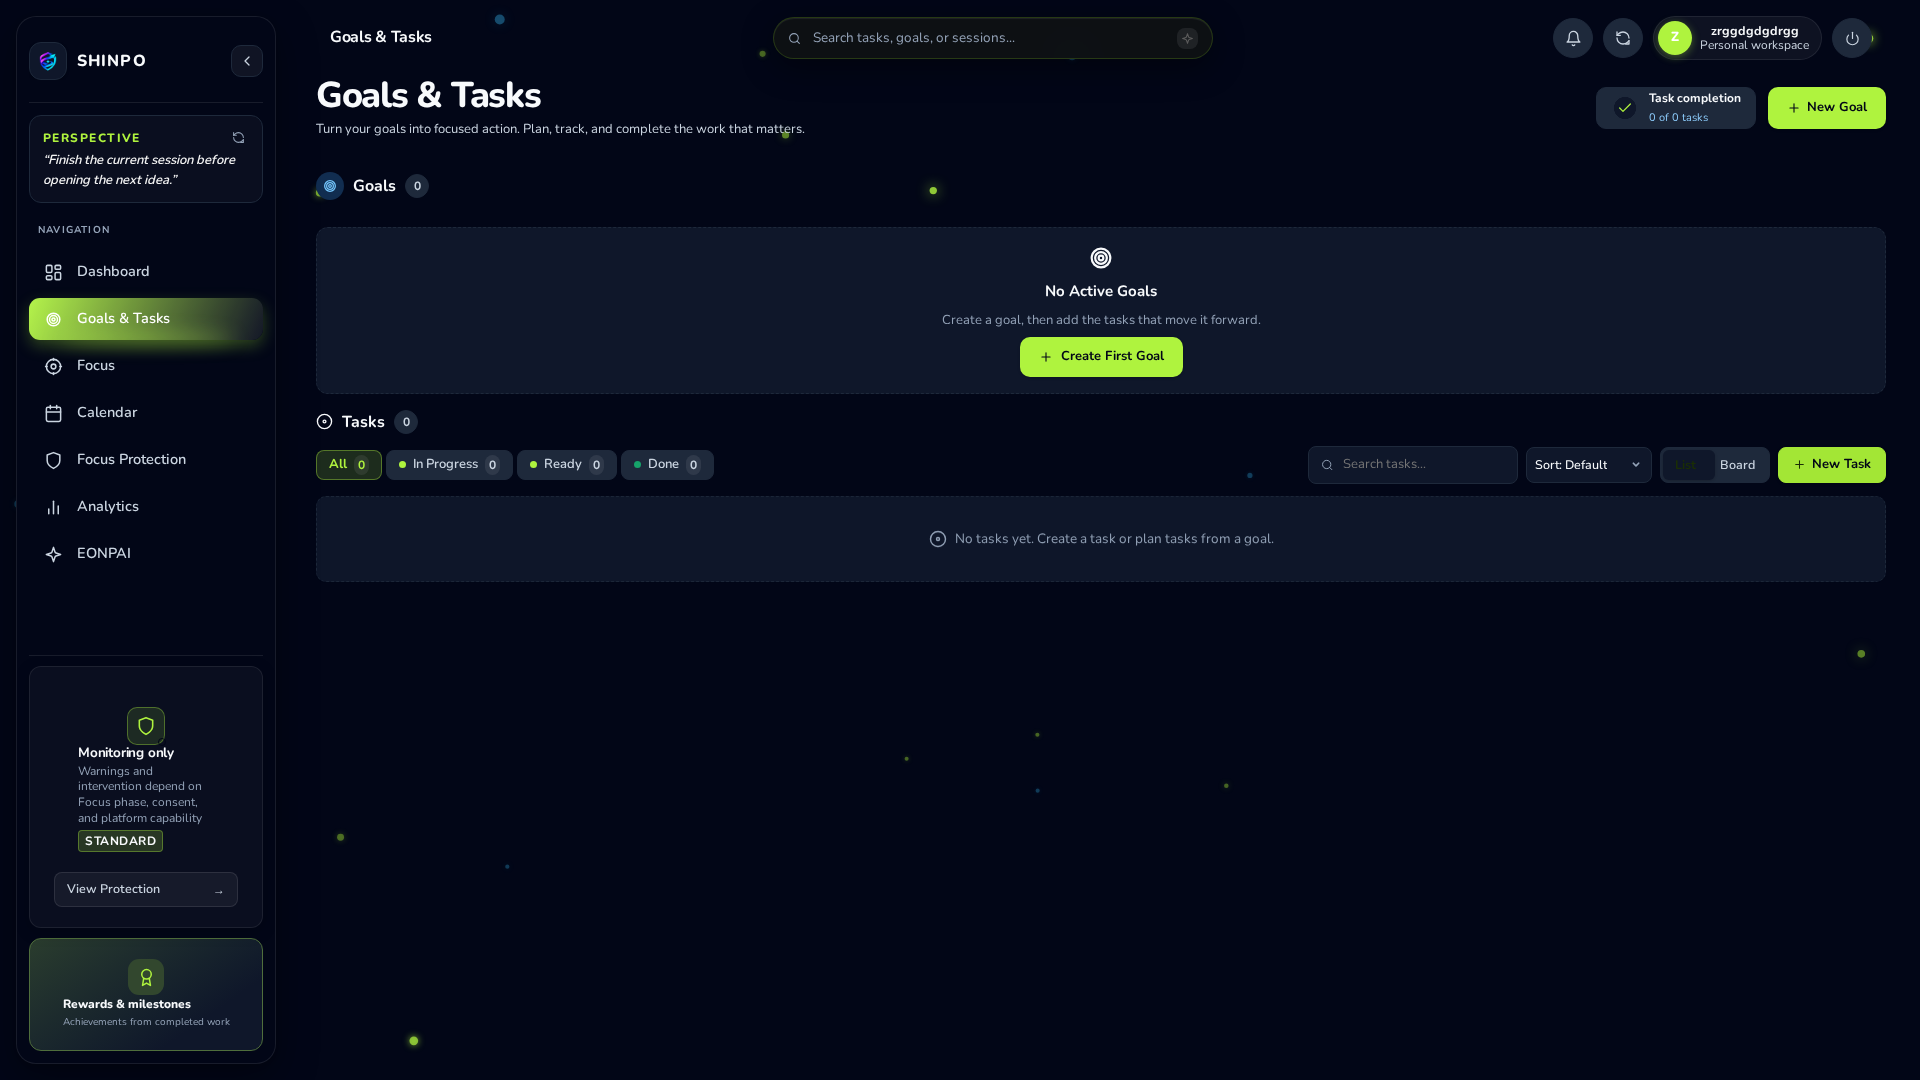 SHINPO
PERSPECTIVE
“Finish the current session before
opening the next idea.”
NAVIGATION
Dashboard
Goals & Tasks
Focus
Calendar
Focus Protection
Analytics
EONPAI
Monitoring only
Warnings and
intervention depend on
Focus phase, consent,
and platform capability
STANDARD
View Protection →
Rewards & milestones
Achievements from completed work
Goals & Tasks
Search tasks, goals, or sessions...
Z
zrggdgdgdrgg
Personal workspace
Goals & Tasks
Turn your goals into focused action. Plan, track, and complete the work that matters.
Task completion
0 of 0 tasks
New Goal
Goals 0
No Active Goals
Create a goal, then add the tasks that move it forward.
Create First Goal
Tasks 0
All 0 In Progress 0 Ready 0 Done 0
Search tasks... Sort: Default List Board New Task
No tasks yet. Create a task or plan tasks from a goal.